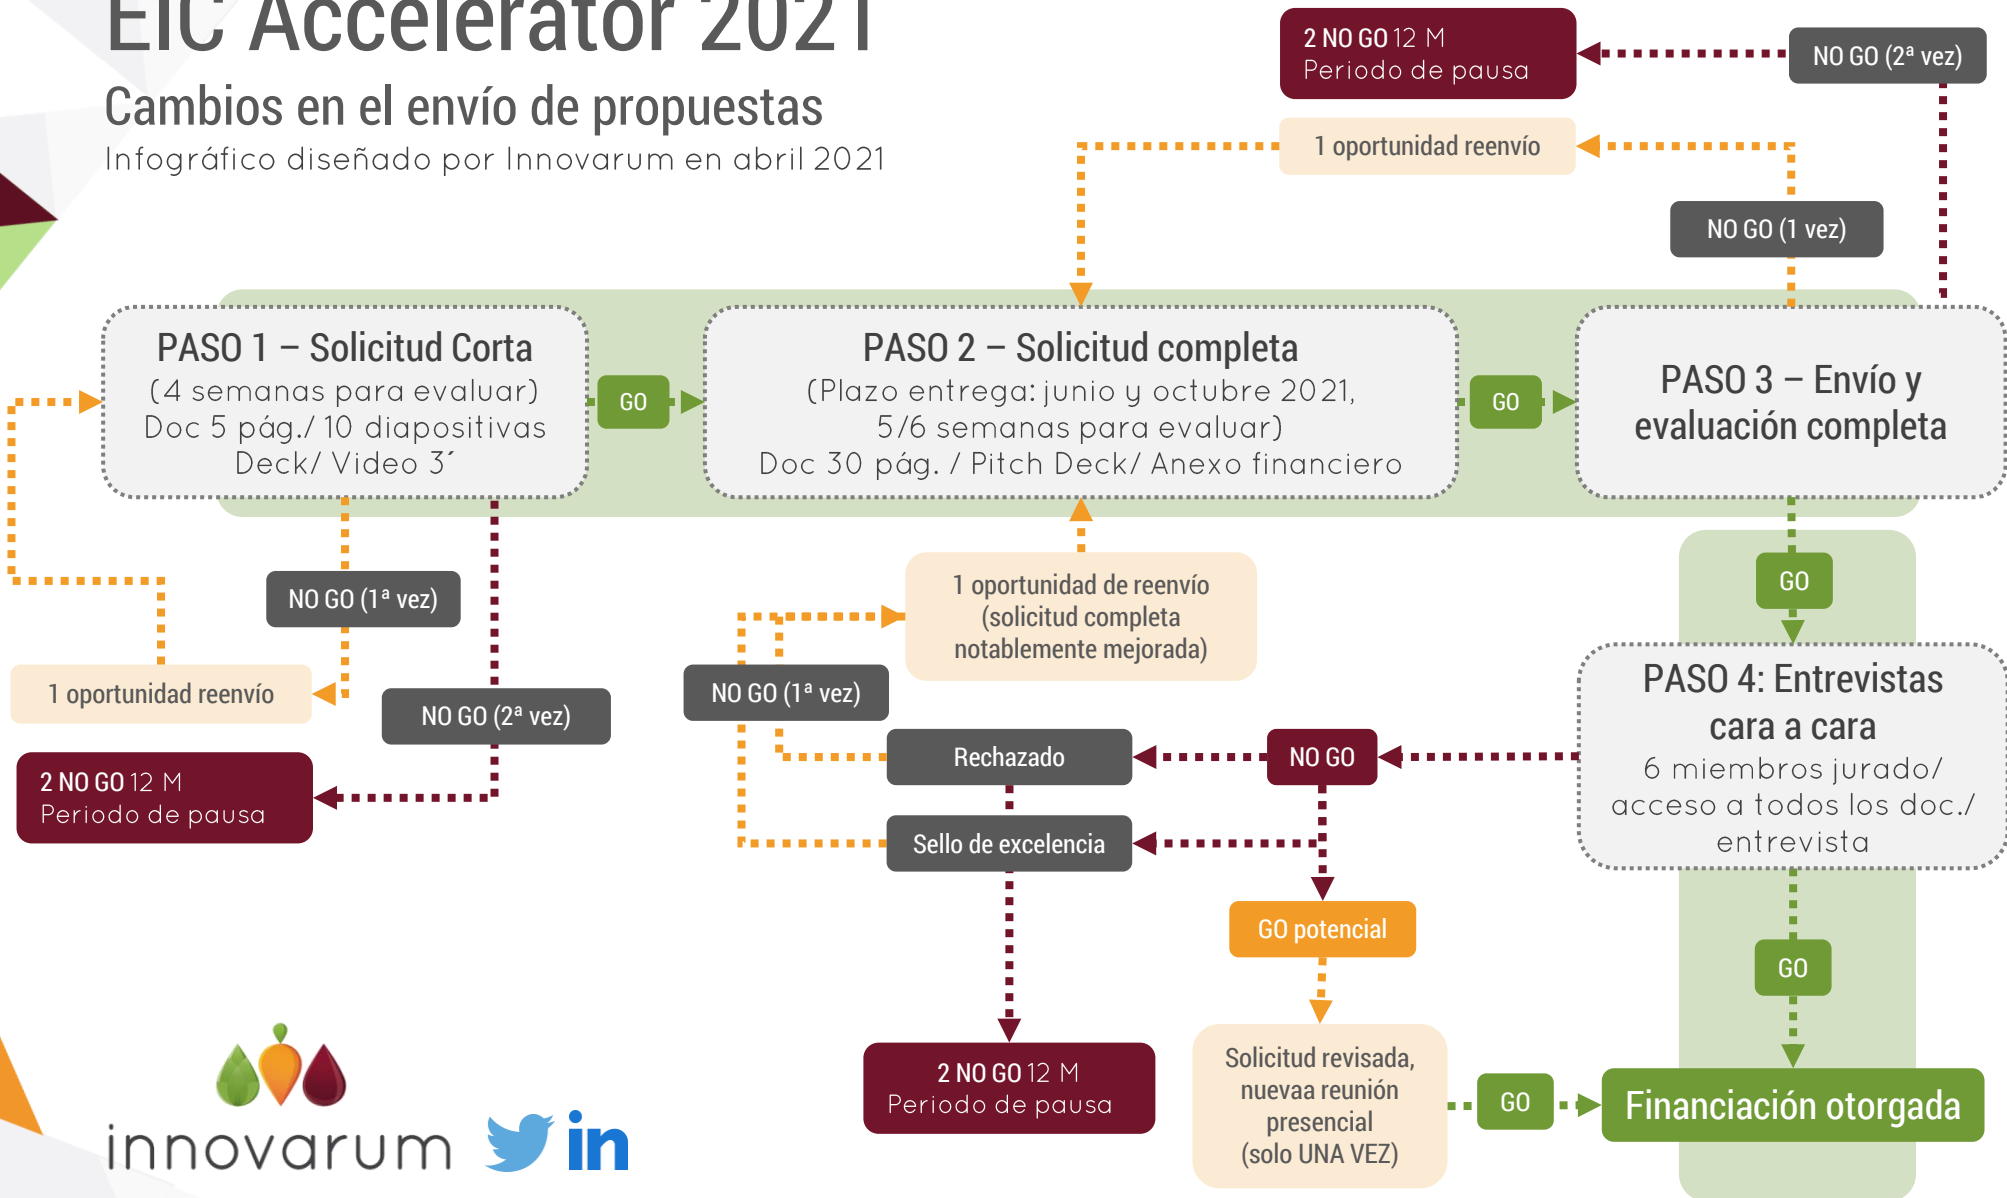 EIC Accelerator 2021
Cambios en el envío de propuestas
Infográfico diseñado por Innovarum en abril 2021
2 NO GO 12 M
Periodo de pausa
NO GO (2ª vez)
1 oportunidad reenvío
NO GO (1 vez)
PASO 1 – Solicitud Corta
(4 semanas para evaluar)
Doc 5 pág./ 10 diapositivas
Deck/ Video 3´
GO
PASO 2 – Solicitud completa
(Plazo entrega: junio y octubre 2021,
5/6 semanas para evaluar)
Doc 30 pág. / Pitch Deck/ Anexo financiero
GO
PASO 3 – Envío y
evaluación completa
NO GO (1ª vez)
1 oportunidad reenvío
NO GO (2ª vez)
2 NO GO 12 M
Periodo de pausa
1 oportunidad de reenvío
(solicitud completa
notablemente mejorada)
NO GO (1ª vez)
Rechazado
NO GO
Sello de excelencia
GO
PASO 4: Entrevistas
cara a cara
6 miembros jurado/
acceso a todos los doc./
entrevista
GO potencial
GO
2 NO GO 12 M
Periodo de pausa
Solicitud revisada,
nuevaa reunión
presencial
(solo UNA VEZ)
GO
Financiación otorgada
innovarum
in